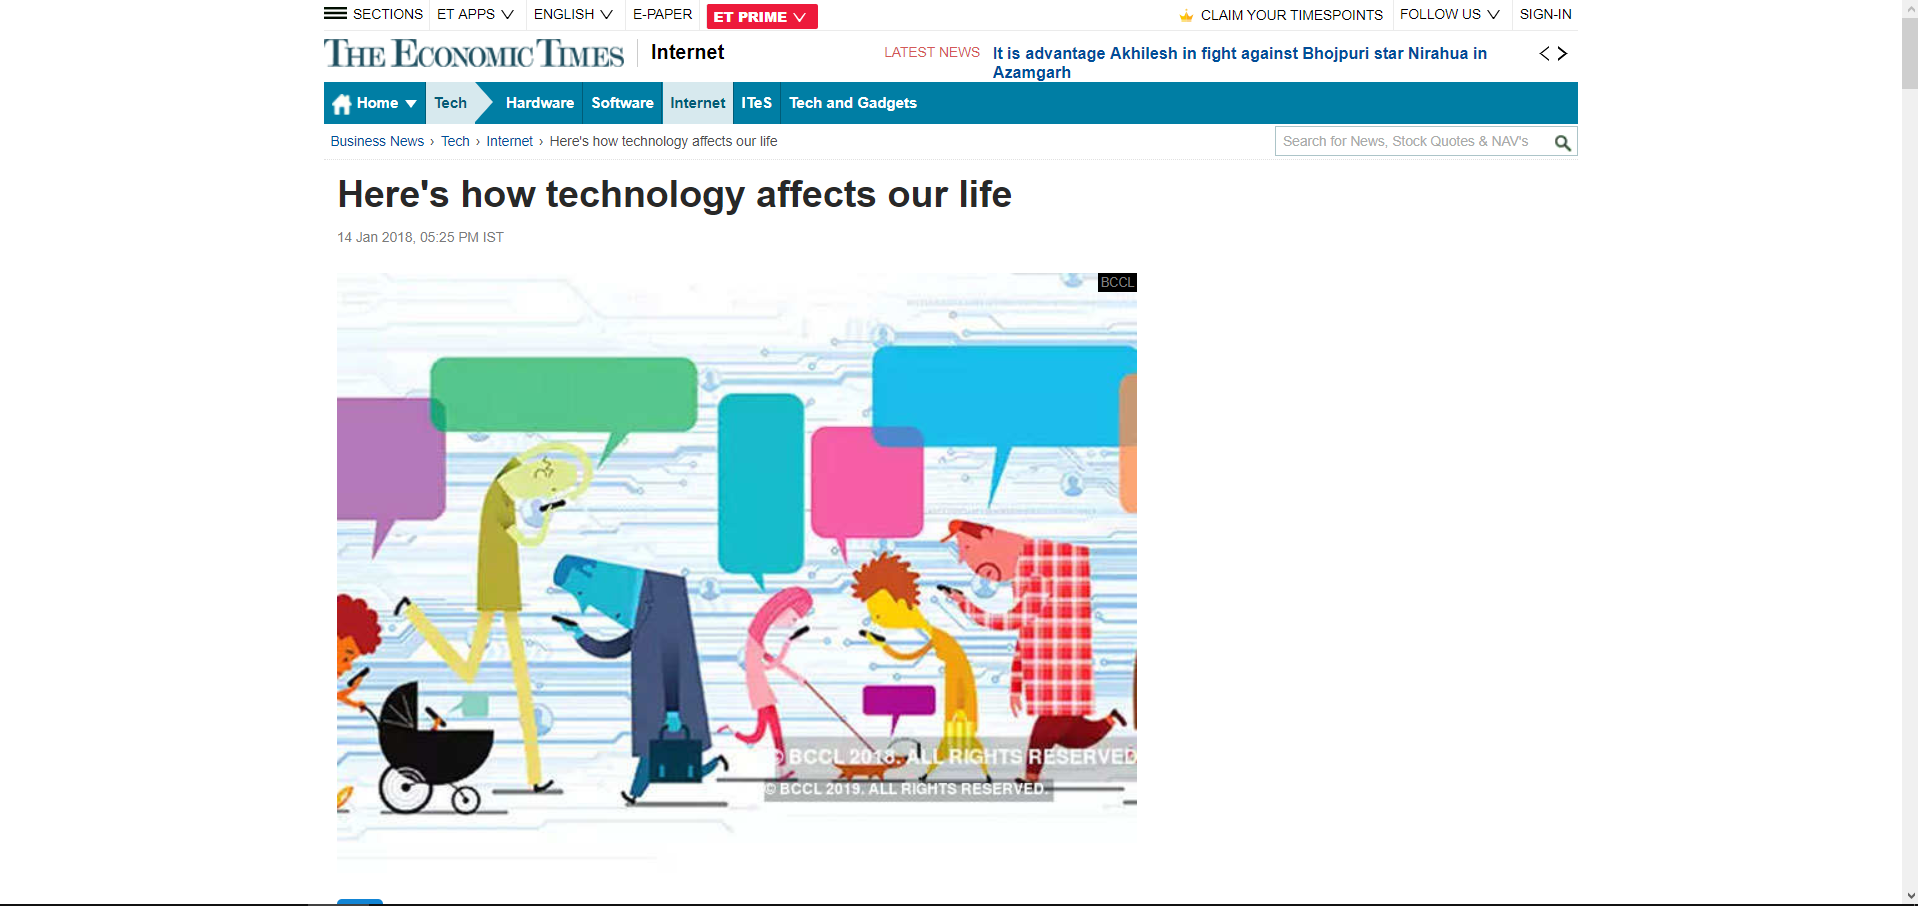 SECTIONS ET APPS ENGLISH E-PAPER ET PRIME CLAIM YOUR TIMESPOINTS FOLLOW US SIGN-IN
THE ECONOMIC TIMES Internet LATEST NEWS It is advantage Akhilesh in fight against Bhojpuri star Nirahua in
Azamgarh
Home Tech Hardware Software Internet ITeS Tech and Gadgets
Business News › Tech › Internet › Here's how technology affects our life Search for News, Stock Quotes & NAV's
Here's how technology affects our life
14 Jan 2018, 05:25 PM IST
BCCL
© BCCL 2018. ALL RIGHTS RESERVED
© BCCL 2019. ALL RIGHTS RESERVED.